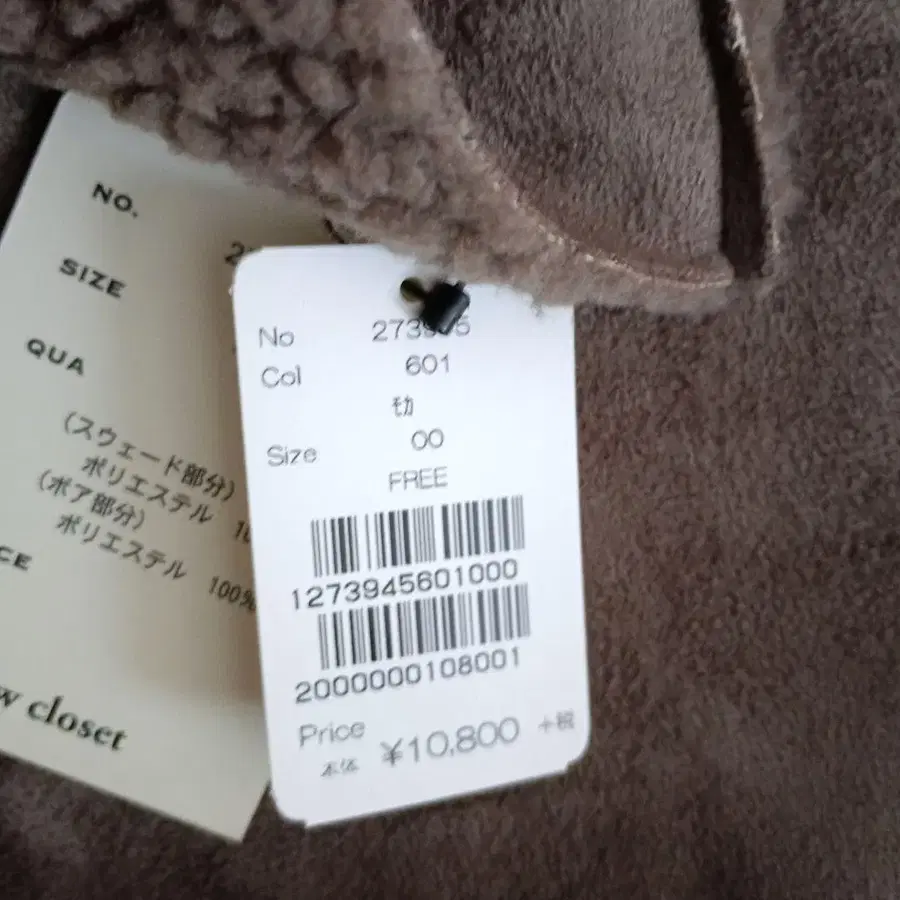 NO.
SIZE
QUA
(スウェード部分)
ポリエステル
(ボア部分)
ポリエステル 100%
CE
w closet
No
Col 601
モカ
Size 00
FREE
1273945601000
2000000108001
Price
本体 ¥10,800 +税